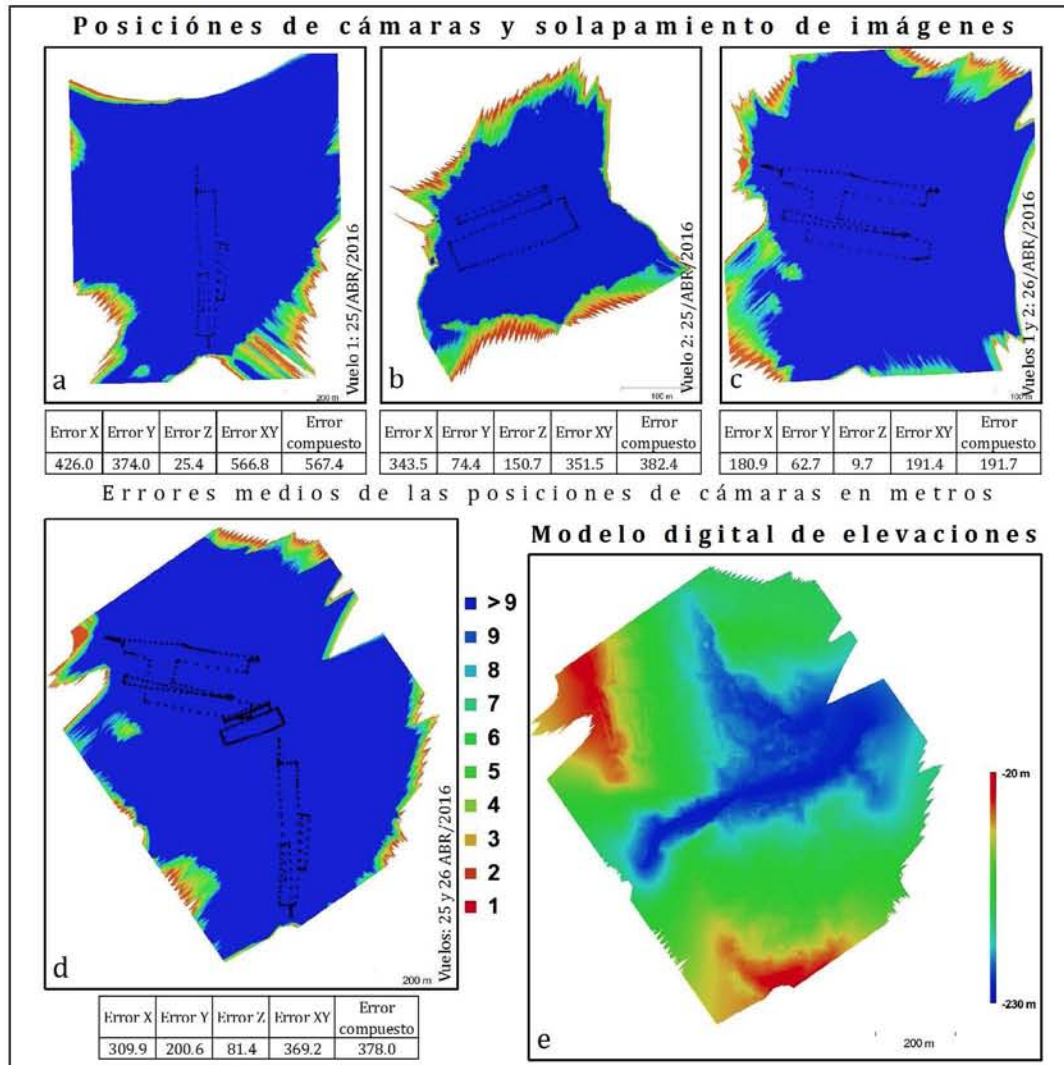 Posiciónes de cámaras y solapamiento de imágenes
a
Vuelo 1: 25/ABR/2016
200 m
b
Vuelo 2: 25/ABR/2016
100 m
c
Vuelos 1 y 2: 26/ABR/2016
100 m
Error X Error Y Error Z Error XY Error compuesto
426.0 374.0 25.4 566.8 567.4
Error X Error Y Error Z Error XY Error compuesto
343.5 74.4 150.7 351.5 382.4
Error X Error Y Error Z Error XY Error compuesto
180.9 62.7 9.7 191.4 191.7
Errores medios de las posiciones de cámaras en metros
d
Vuelos: 25 y 26 ABR/2016
200 m
> 9
9
8
7
6
5
4
3
2
1
Error X Error Y Error Z Error XY Error compuesto
309.9 200.6 81.4 369.2 378.0
Modelo digital de elevaciones
-20 m
-230 m
e
200 m